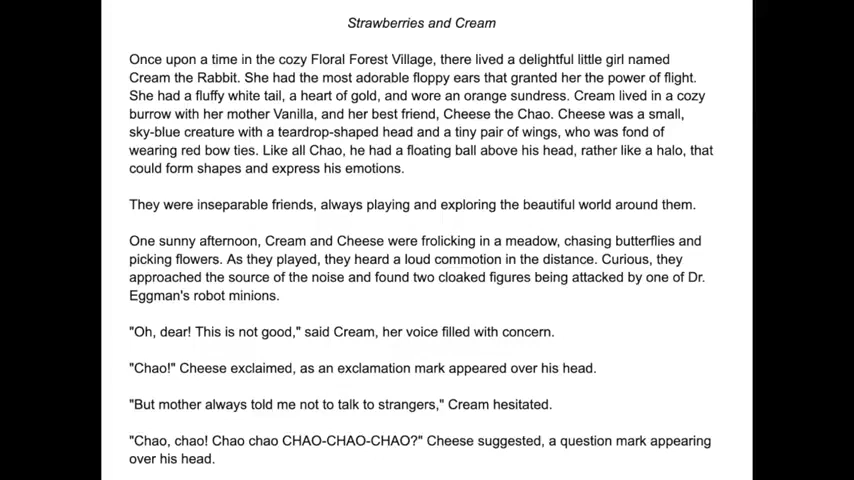 Strawberries and Cream
Once upon a time in the cozy Floral Forest Village, there lived a delightful little girl named
Cream the Rabbit. She had the most adorable floppy ears that granted her the power of flight.
She had a fluffy white tail, a heart of gold, and wore an orange sundress. Cream lived in a cozy
burrow with her mother Vanilla, and her best friend, Cheese the Chao. Cheese was a small,
sky-blue creature with a teardrop-shaped head and a tiny pair of wings, who was fond of
wearing red bow ties. Like all Chao, he had a floating ball above his head, rather like a halo, that
could form shapes and express his emotions.
They were inseparable friends, always playing and exploring the beautiful world around them.
One sunny afternoon, Cream and Cheese were frolicking in a meadow, chasing butterflies and
picking flowers. As they played, they heard a loud commotion in the distance. Curious, they
approached the source of the noise and found two cloaked figures being attacked by one of Dr.
Eggman's robot minions.
"Oh, dear! This is not good," said Cream, her voice filled with concern.
"Chao!" Cheese exclaimed, as an exclamation mark appeared over his head.
"But mother always told me not to talk to strangers," Cream hesitated.
"Chao, chao! Chao chao CHAO-CHAO-CHAO?" Cheese suggested, a question mark appearing
over his head.